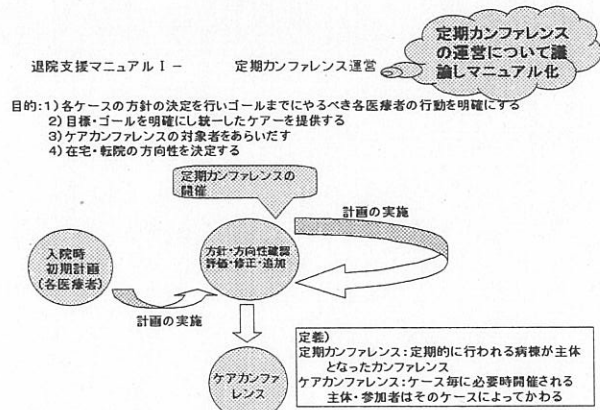 定期カンファレンス
の運営について議
論しマニュアル化
退院支援マニュアルⅠー 定期カンファレンス運営
目的:1)各ケースの方針の決定を行いゴールまでにやるべき各医療者の行動を明確にする
2)目標・ゴールを明確にし統一したケアーを提供する
3)ケアカンファレンスの対象者をあらいだす
4)在宅・転院の方向性を決定する
定期カンファレンスの
開催
計画の実施
入院時
初期計画
(各医療者)
方針・方向性確認
評価・修正・追加
計画の実施
ケアカンファ
レンス
定義)
定期カンファレンス:定期的に行われる病棟が主体
となったカンファレンス
ケアカンファレンス:ケース毎に必要時開催される
主体・参加者はそのケースによってかわる